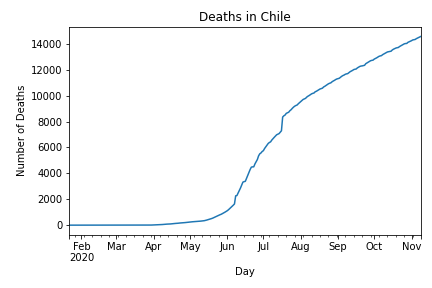 Deaths in Chile
Number of Deaths
14000
12000
10000
8000
6000
4000
2000
0
Feb Mar Apr May Jun Jul Aug Sep Oct Nov
2020
Day